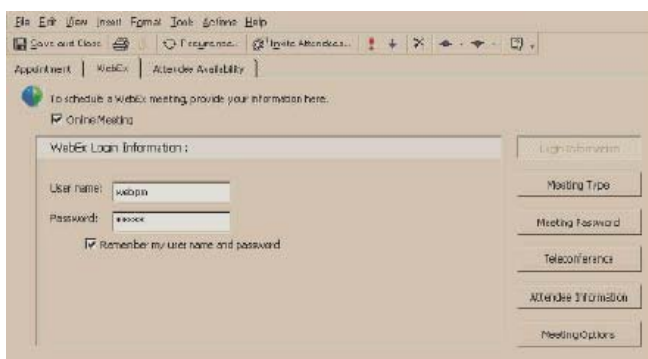 File Edit View Insert Format Tools Actions Help
Save and Close Recurrence... Invite Attendees...
Appointment WebEx Attendee Availability
To schedule a WebEx meeting, provide your information here.
Online Meeting
WebEx Login Information :
Login Information
User name: webpm
Meeting Type
Password: ******
Meeting Password
Remember my user name and password
Teleconference
Attendee Information
Meeting Options